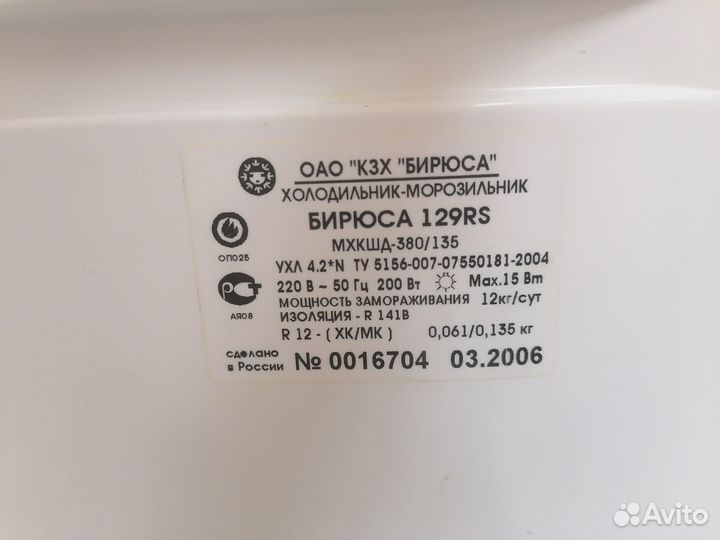 ОАО "КЗХ "БИРЮСА"
ХОЛОДИЛЬНИК-МОРОЗИЛЬНИК
БИРЮСА 129RS
МХКШД-380/135
ОП025
УХЛ 4.2*N ТУ 5156-007-07550181-2004
220 В ~ 50 Гц 200 Вт Max.15 Вт
МОЩНОСТЬ ЗАМОРАЖИВАНИЯ 12кг/сут
АЯ08
ИЗОЛЯЦИЯ - R 141B
R 12 - ( ХК/МК ) 0,061/0,135 кг
сделано
в России № 0016704 03.2006
Avito